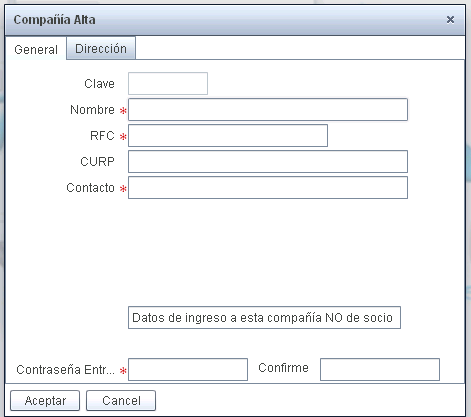 Compañía Alta ×
General Dirección
Clave
Nombre *
RFC *
CURP
Contacto *
Datos de ingreso a esta compañía NO de socio
Contraseña Entr... * Confirme
Aceptar Cancel